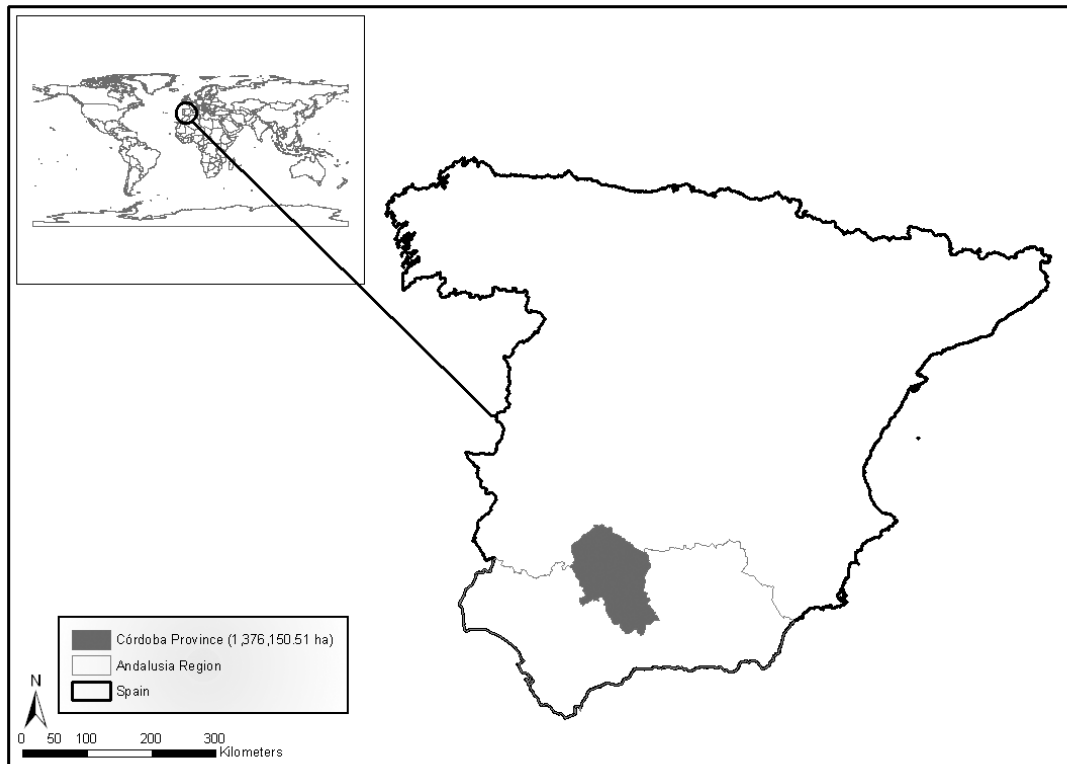 Córdoba Province (1,376,150.51 ha)
Andalusia Region
Spain
N
0 50 100 200 300
Kilometers